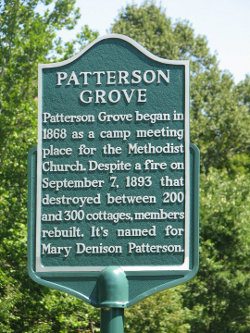 PATTERSON
GROVE
Patterson Grove began in
1868 as a camp meeting
place for the Methodist
Church. Despite a fire on
September 7, 1893 that
destroyed between 200
and 300 cottages, members
rebuilt. It's named for
Mary Denison Patterson.